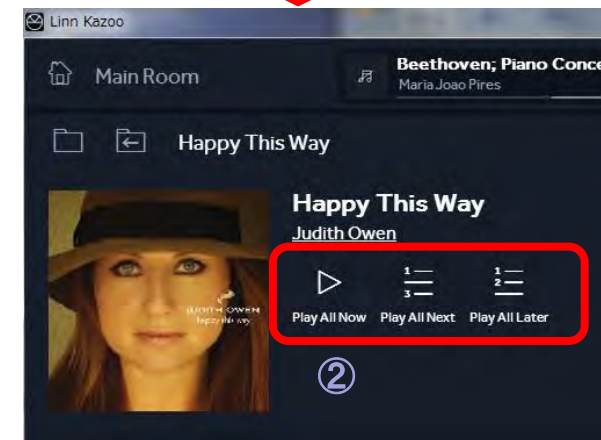 Linn Kazoo
Main Room
Beethoven; Piano Conce
Maria Joao Pires
Happy This Way
Happy This Way
Judith Owen
JUDITH OWEN
happy this way
1
3
1
2
Play All Now Play All Next Play All Later
②